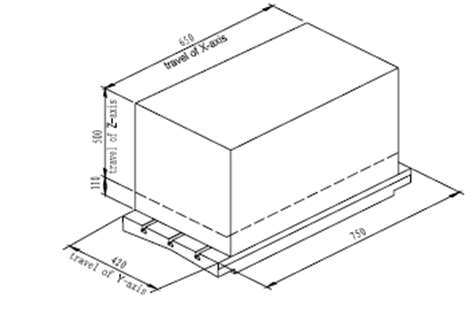 650
travel of X-axis
travel of Z-axis
500
110
420
travel of Y-axis
750